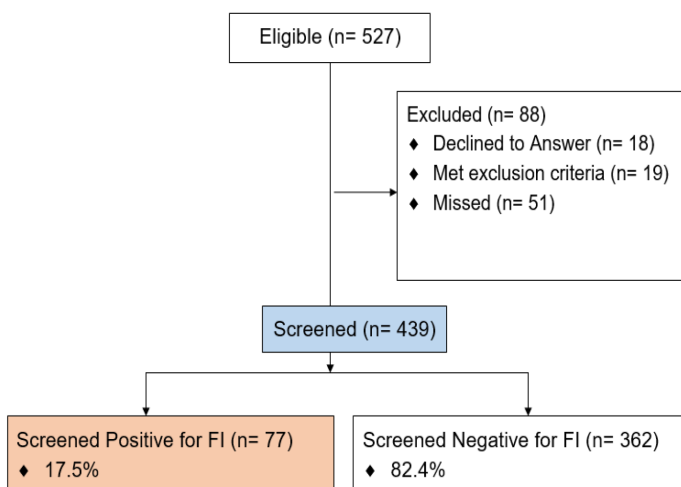 Eligible (n= 527)
Excluded (n= 88)
♦ Declined to Answer (n= 18)
♦ Met exclusion criteria (n= 19)
♦ Missed (n= 51)
Screened (n= 439)
Screened Positive for FI (n= 77)
♦ 17.5%
Screened Negative for FI (n= 362)
♦ 82.4%